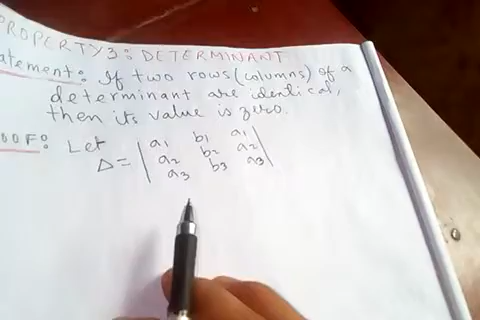 PROPERTY 3: DETERMINANT
atement: If two rows (columns) of a
determinant are identical,
then its value is zero.
OOF: Let
Δ = | a1 b1 a1 |
| a2 b2 a2 |
| a3 b3 a3 |